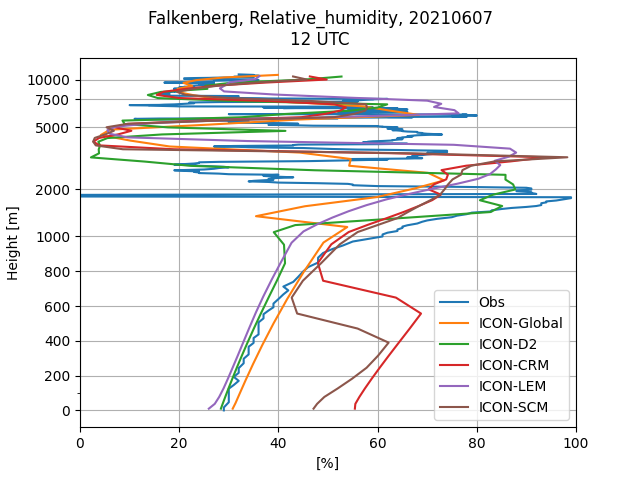 Falkenberg, Relative_humidity, 20210607
12 UTC
10000
7500
5000
2000
1000
800
600
400
200
0
Height [m]
Obs
ICON-Global
ICON-D2
ICON-CRM
ICON-LEM
ICON-SCM
0 20 40 60 80 100
[%]